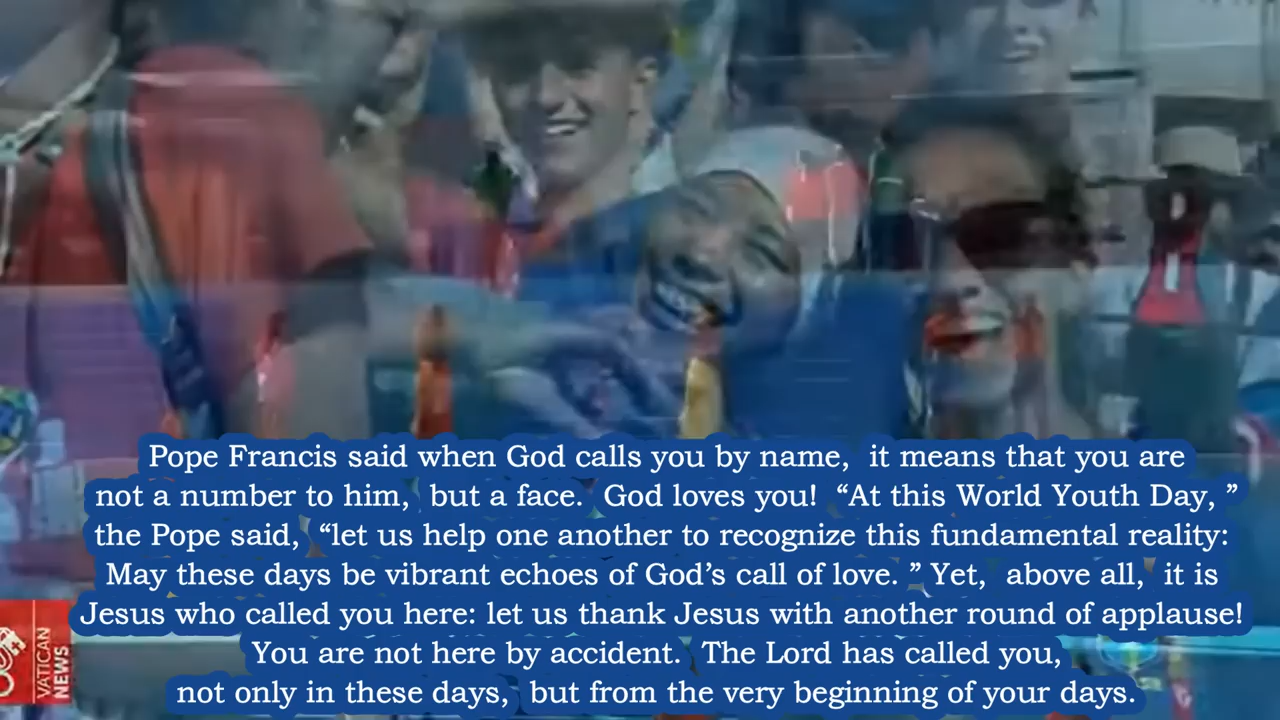 Pope Francis said when God calls you by name,  it means that you are
not a number to him,  but a face.  God loves you!  “At this World Youth Day, ”
the Pope said,  “let us help one another to recognize this fundamental reality:
May these days be vibrant echoes of God’s call of love. ” Yet,  above all,  it is
Jesus who called you here: let us thank Jesus with another round of applause!
You are not here by accident.  The Lord has called you,
not only in these days,  but from the very beginning of your days.
VATICAN
NEWS